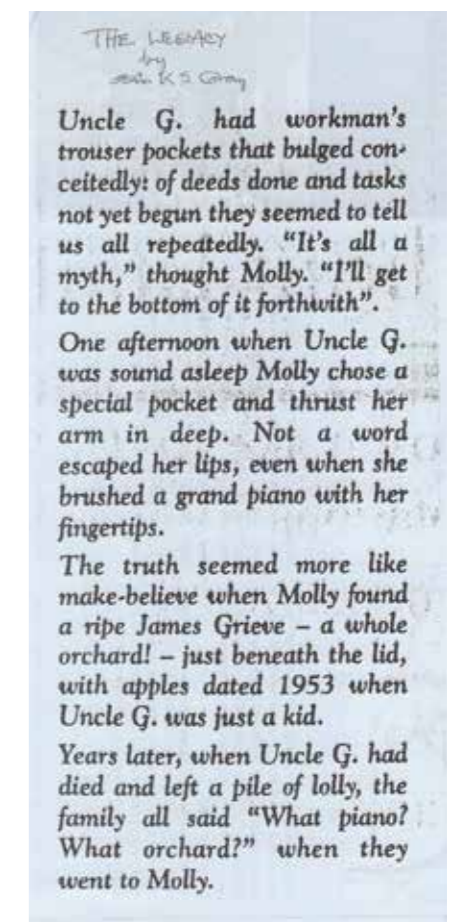 THE LEGACY
by
K S Gray
Uncle G. had workman's
trouser pockets that bulged con-
ceitedly: of deeds done and tasks
not yet begun they seemed to tell
us all repeatedly. "It's all a
myth," thought Molly. "I'll get
to the bottom of it forthwith".
One afternoon when Uncle G.
was sound asleep Molly chose a
special pocket and thrust her
arm in deep. Not a word
escaped her lips, even when she
brushed a grand piano with her
fingertips.
The truth seemed more like
make-believe when Molly found
a ripe James Grieve – a whole
orchard! – just beneath the lid,
with apples dated 1953 when
Uncle G. was just a kid.
Years later, when Uncle G. had
died and left a pile of lolly, the
family all said "What piano?
What orchard?" when they
went to Molly.